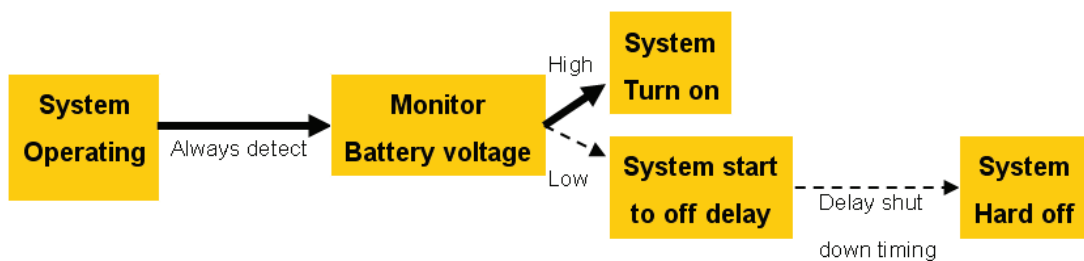 System
Operating
Always detect
Monitor
Battery voltage
High
System
Turn on
Low
System start
to off delay
Delay shut
down timing
System
Hard off